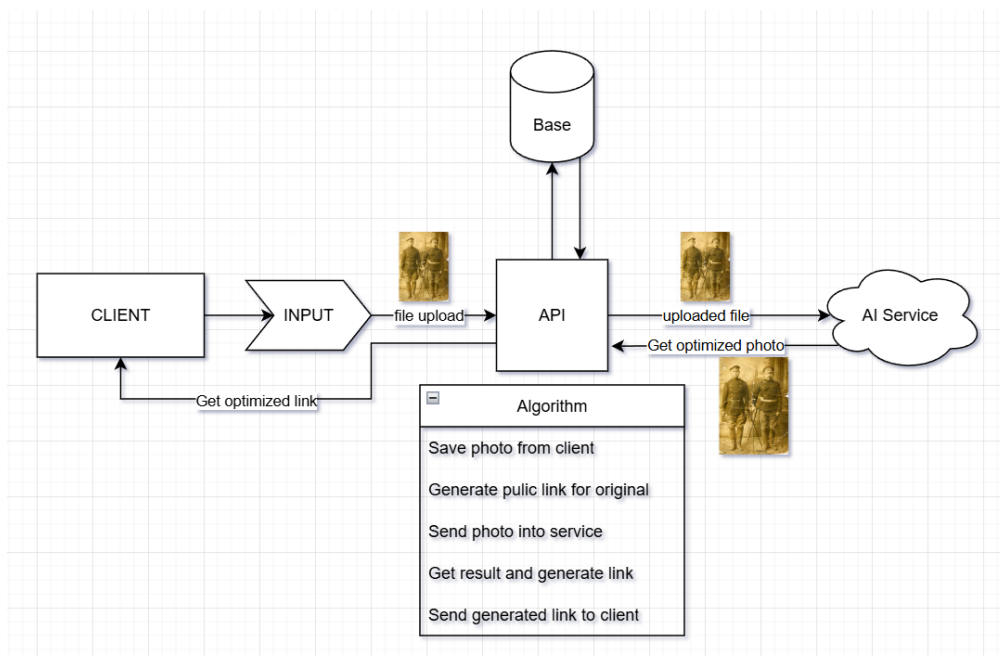 Base
CLIENT
INPUT
file upload
API
uploaded file
AI Service
Get optimized photo
Get optimized link
Algorithm
Save photo from client
Generate pulic link for original
Send photo into service
Get result and generate link
Send generated link to client